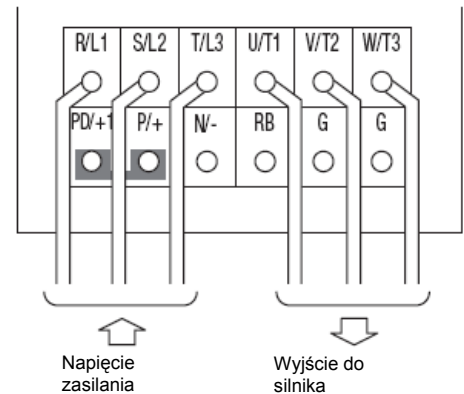 R/L1 S/L2 T/L3 U/T1 V/T2 W/T3
PD/+1 P/+ N/- RB G G
Napięcie
zasilania
Wyjście do
silnika